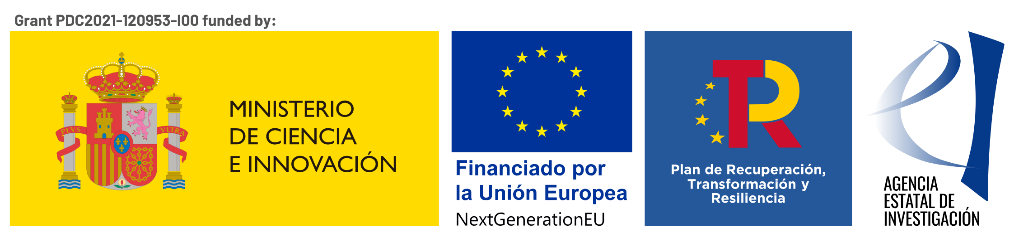 Grant PDC2021-120953-I00 funded by:
MINISTERIO
DE CIENCIA
E INNOVACIÓN
Financiado por
la Unión Europea
NextGenerationEU
TR
Plan de Recuperación,
Transformación y
Resiliencia
AGENCIA
ESTATAL DE
INVESTIGACIÓN